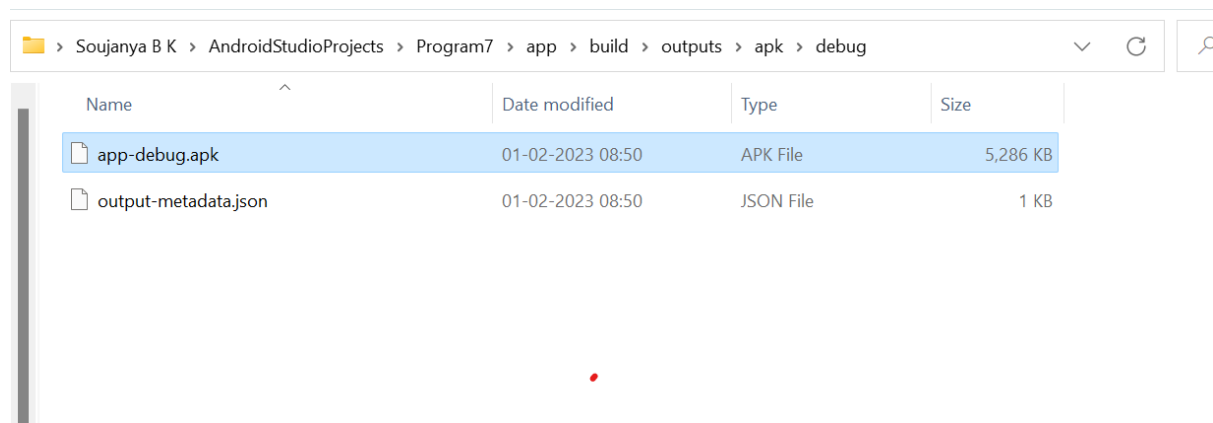 Soujanya B K > AndroidStudioProjects > Program7 > app > build > outputs > apk > debug
Name Date modified Type Size
app-debug.apk 01-02-2023 08:50 APK File 5,286 KB
output-metadata.json 01-02-2023 08:50 JSON File 1 KB